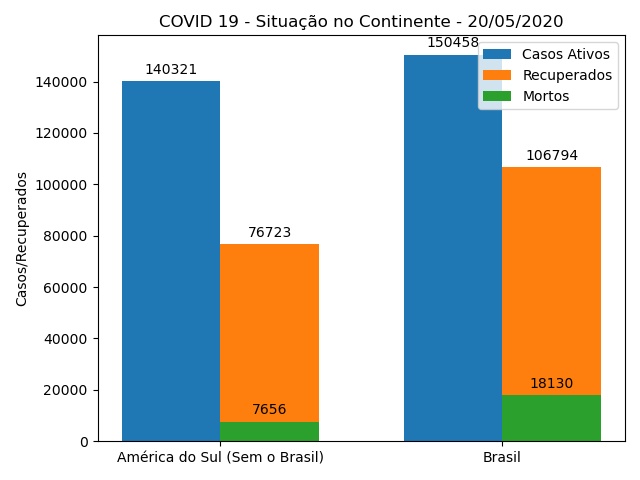 COVID 19 - Situação no Continente - 20/05/2020
150458
Casos Ativos
Recuperados
Mortos
140321
106794
76723
18130
7656
Casos/Recuperados
140000
120000
100000
80000
60000
40000
20000
0
América do Sul (Sem o Brasil)
Brasil